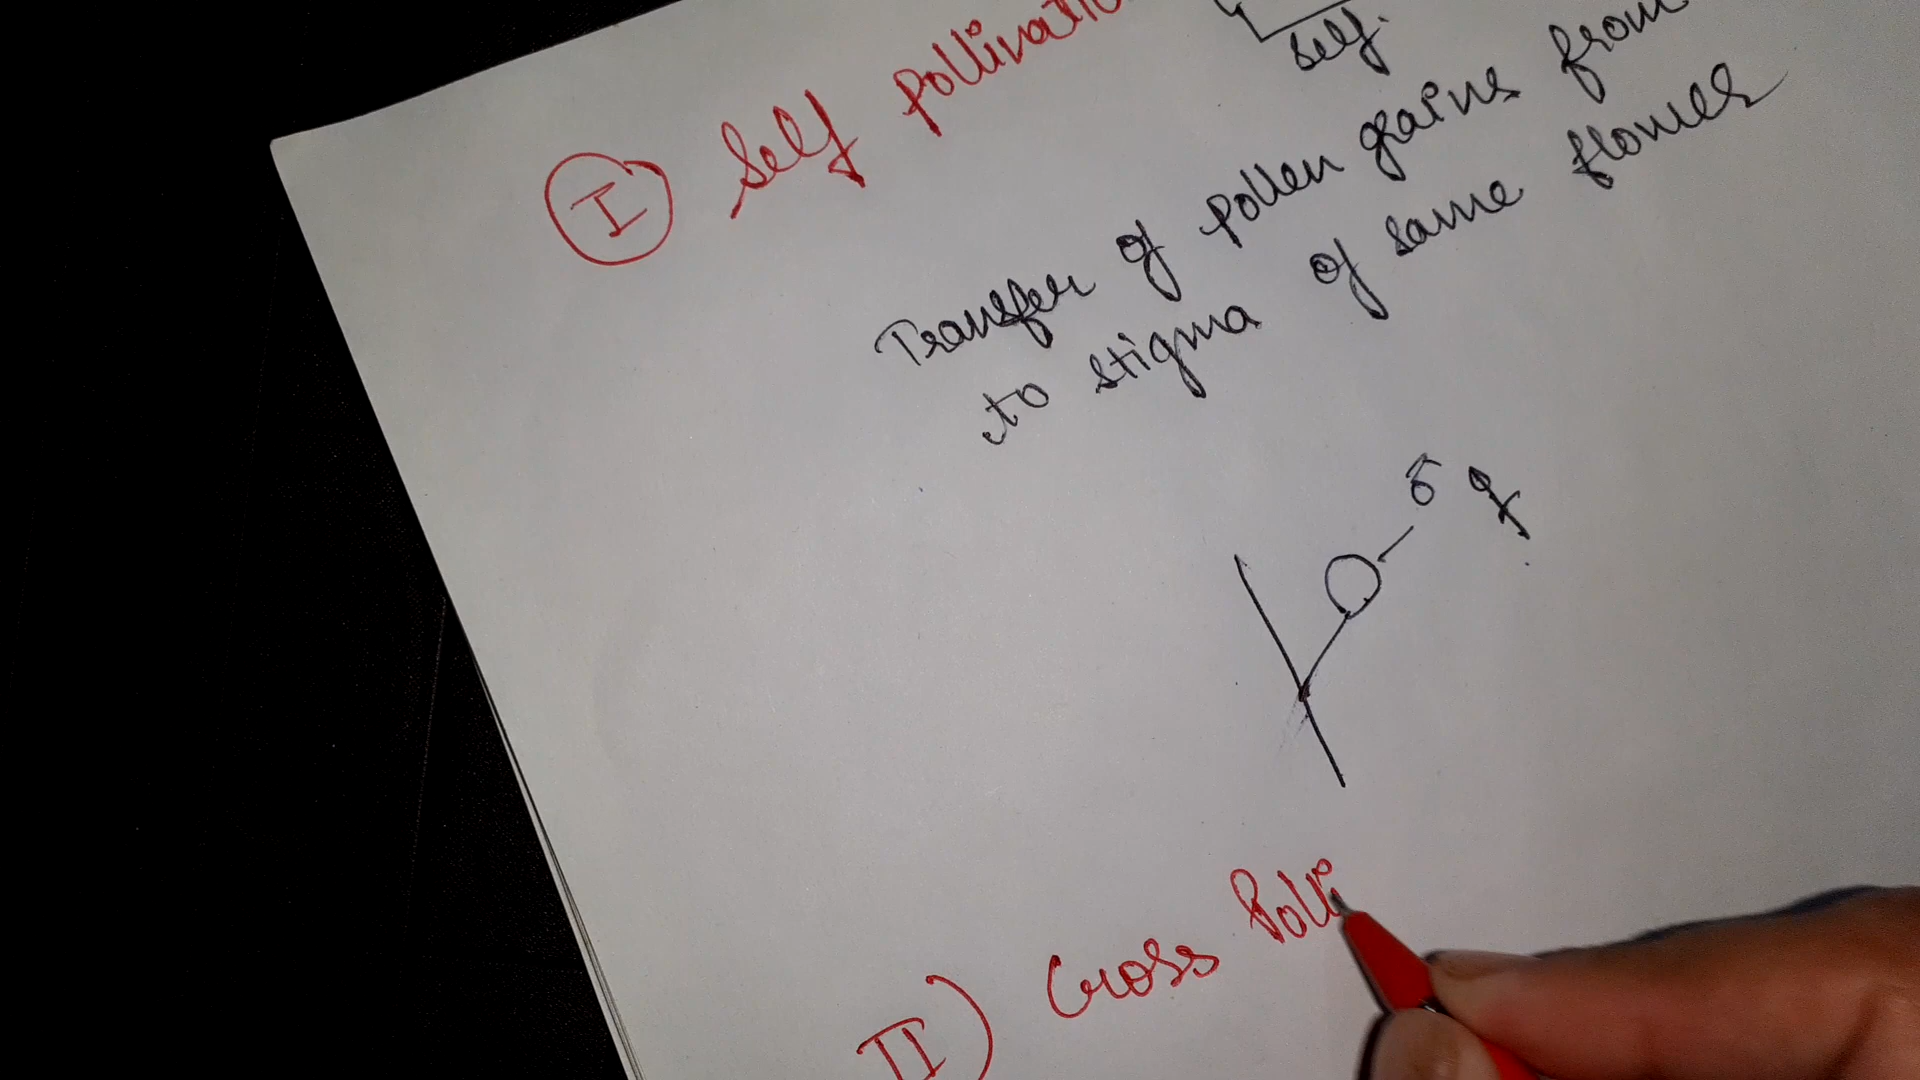 self.
I Self pollinatio
Transfer of pollen grains from
to stigma of same flower
II) Cross Polli